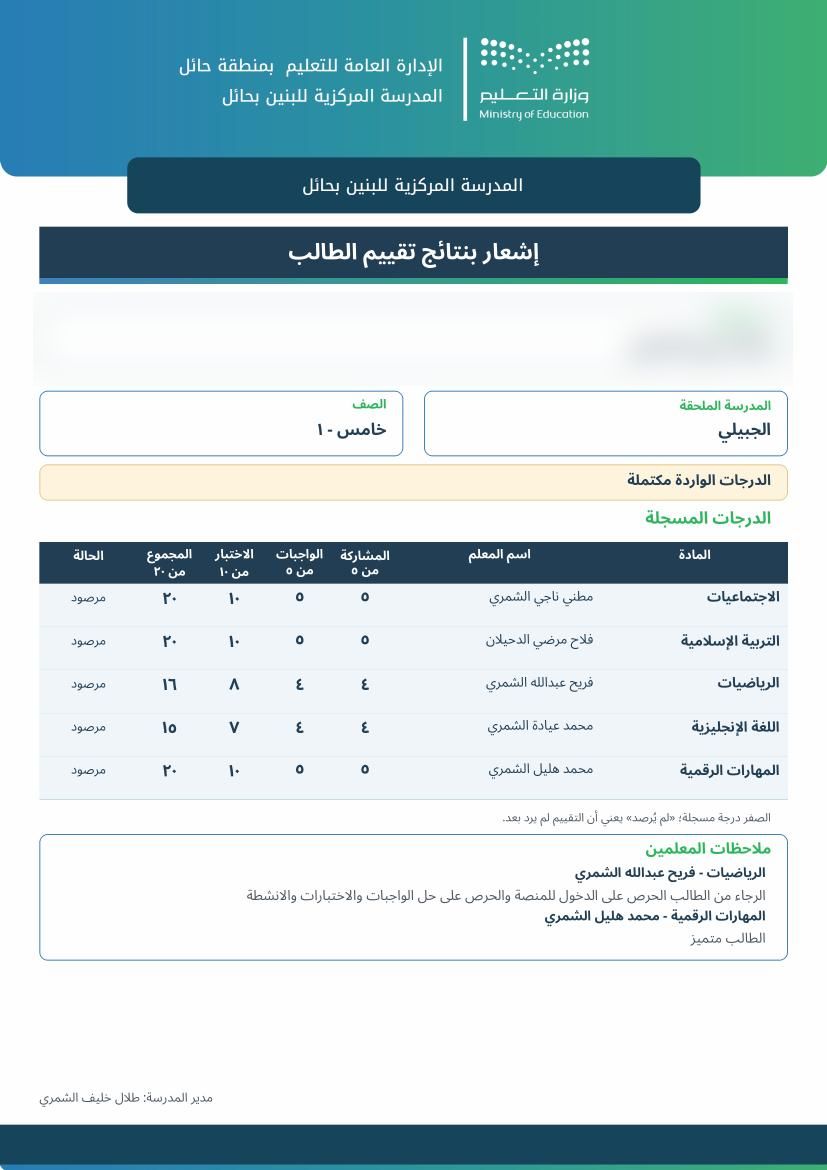 الإدارة العامة للتعليم بمنطقة حائل
المدرسة المركزية للبنين بحائل
وزارة التعليم
Ministry of Education
المدرسة المركزية للبنين بحائل
إشعار بنتائج تقييم الطالب
المدرسة الملحقة
الجبيلي
الصف
خامس - ١
الدرجات الواردة مكتملة
الدرجات المسجلة
المادة اسم المعلم المشاركة من ٥ الواجبات من ٥ الاختبار من ١٠ المجموع من ٢٠ الحالة
الاجتماعيات مطني ناجي الشمري ٥ ٥ ١٠ ٢٠ مرصود
التربية الإسلامية فلاح مرضي الدحيلان ٥ ٥ ١٠ ٢٠ مرصود
الرياضيات فريح عبدالله الشمري ٤ ٤ ٨ ١٦ مرصود
اللغة الإنجليزية محمد عيادة الشمري ٤ ٤ ٧ ١٥ مرصود
المهارات الرقمية محمد هليل الشمري ٥ ٥ ١٠ ٢٠ مرصود
الصفر درجة مسجلة؛ «لم يُرصد» يعني أن التقييم لم يرد بعد.
ملاحظات المعلمين
الرياضيات - فريح عبدالله الشمري
الرجاء من الطالب الحرص على الدخول للمنصة والحرص على حل الواجبات والاختبارات والانشطة
المهارات الرقمية - محمد هليل الشمري
الطالب متميز
مدير المدرسة: طلال خليف الشمري